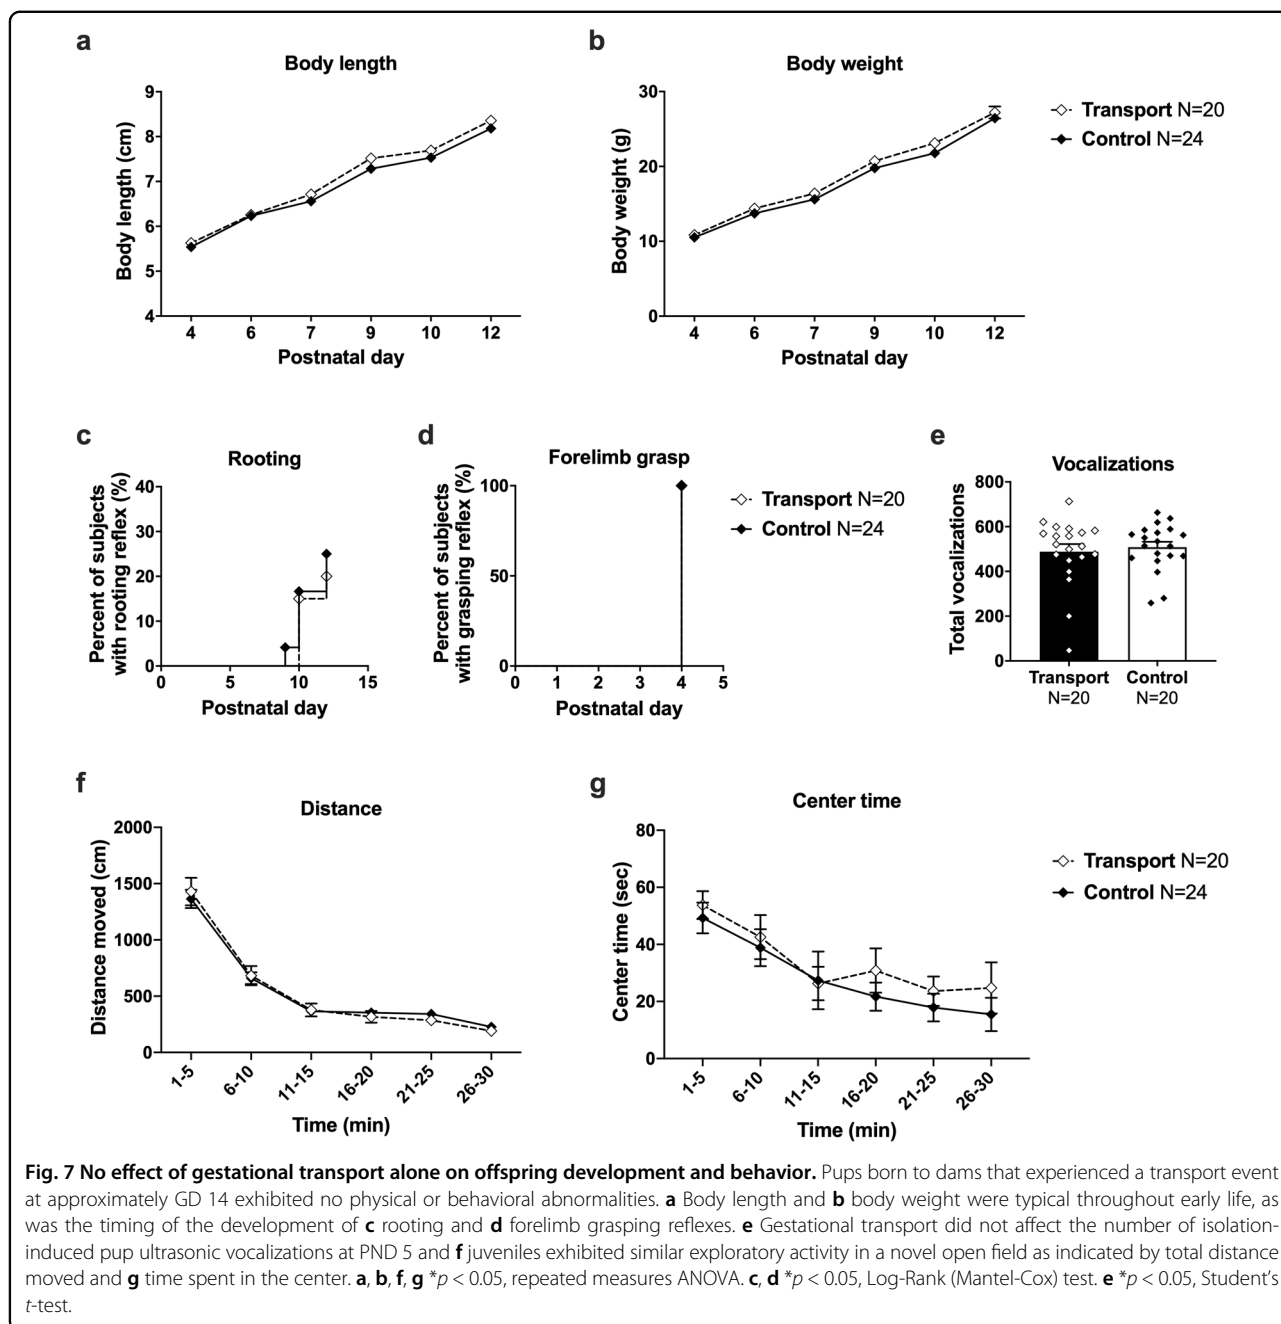 a
Body length
9
8
7
6
5
4
Body length (cm)
4 6 7 9 10 12
Postnatal day
b
Body weight
30
20
10
0
Body weight (g)
4 6 7 9 10 12
Postnatal day
Transport N=20
Control N=24
c
Rooting
40
30
20
10
0
Percent of subjects
with rooting reflex (%)
0 5 10 15
Postnatal day
d
Forelimb grasp
100
50
0
Percent of subjects
with grasping reflex (%)
0 1 2 3 4 5
Postnatal day
Transport N=20
Control N=24
e
Vocalizations
800
600
400
200
0
Total vocalizations
Transport Control
N=20 N=20
f
Distance
2000
1500
1000
500
0
Distance moved (cm)
1-5 6-10 11-15 16-20 21-25 26-30
Time (min)
g
Center time
80
60
40
20
0
Center time (sec)
1-5 6-10 11-15 16-20 21-25 26-30
Time (min)
Transport N=20
Control N=24
Fig. 7 No effect of gestational transport alone on offspring development and behavior. Pups born to dams that experienced a transport event
at approximately GD 14 exhibited no physical or behavioral abnormalities. a Body length and b body weight were typical throughout early life, as
was the timing of the development of c rooting and d forelimb grasping reflexes. e Gestational transport did not affect the number of isolation-
induced pup ultrasonic vocalizations at PND 5 and f juveniles exhibited similar exploratory activity in a novel open field as indicated by total distance
moved and g time spent in the center. a, b, f, g *p < 0.05, repeated measures ANOVA. c, d *p < 0.05, Log-Rank (Mantel-Cox) test. e *p < 0.05, Student's
t-test.